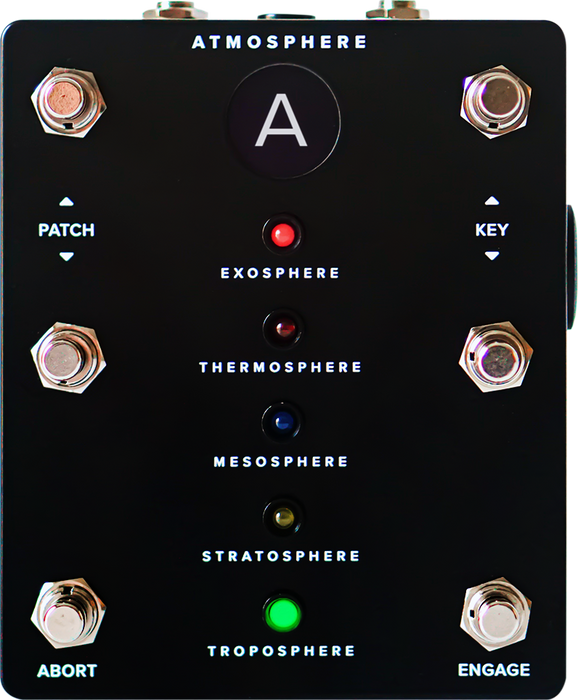 ATMOSPHERE
A
PATCH
KEY
EXOSPHERE
THERMOSPHERE
MESOSPHERE
STRATOSPHERE
TROPOSPHERE
ABORT
ENGAGE